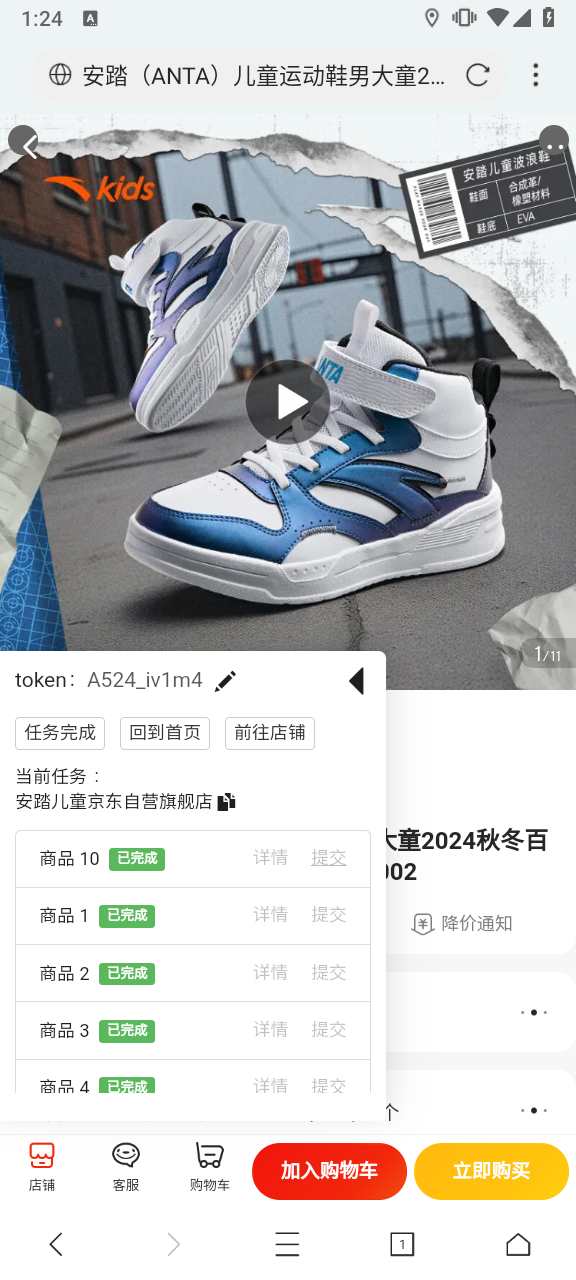 1:24
安踏（ANTA）儿童运动鞋男大童2...
kids
安踏儿童波浪鞋
鞋面 合成革/
橡塑材料
鞋底 EVA
ANTA
1/11
token： A524_iv1m4
任务完成 回到首页 前往店铺
当前任务：
安踏儿童京东自营旗舰店
商品 10 已完成 详情 提交
大童2024秋冬百
002
商品 1 已完成 详情 提交
降价通知
商品 2 已完成 详情 提交
商品 3 已完成 详情 提交
商品 4 已完成 详情 提交
个
店铺 客服 购物车 加入购物车 立即购买
1